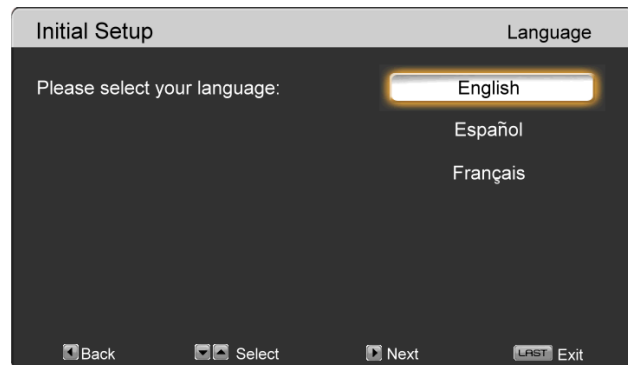 Initial Setup Language
Please select your language: English
Español
Français
Back Select Next LAST Exit